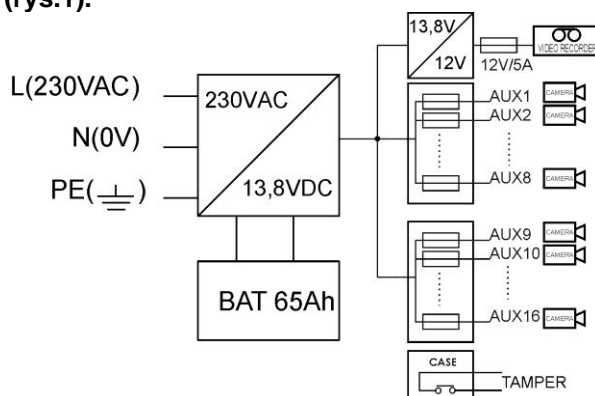 (rys.1).
13,8V
12V
12V/5A
VIDEO RECORDER
L(230VAC)
N(0V)
PE( )
230VAC
13,8VDC
BAT 65Ah
AUX1
CAMERA
AUX2
CAMERA
AUX8
CAMERA
AUX9
CAMERA
AUX10
CAMERA
AUX16
CAMERA
CASE
TAMPER